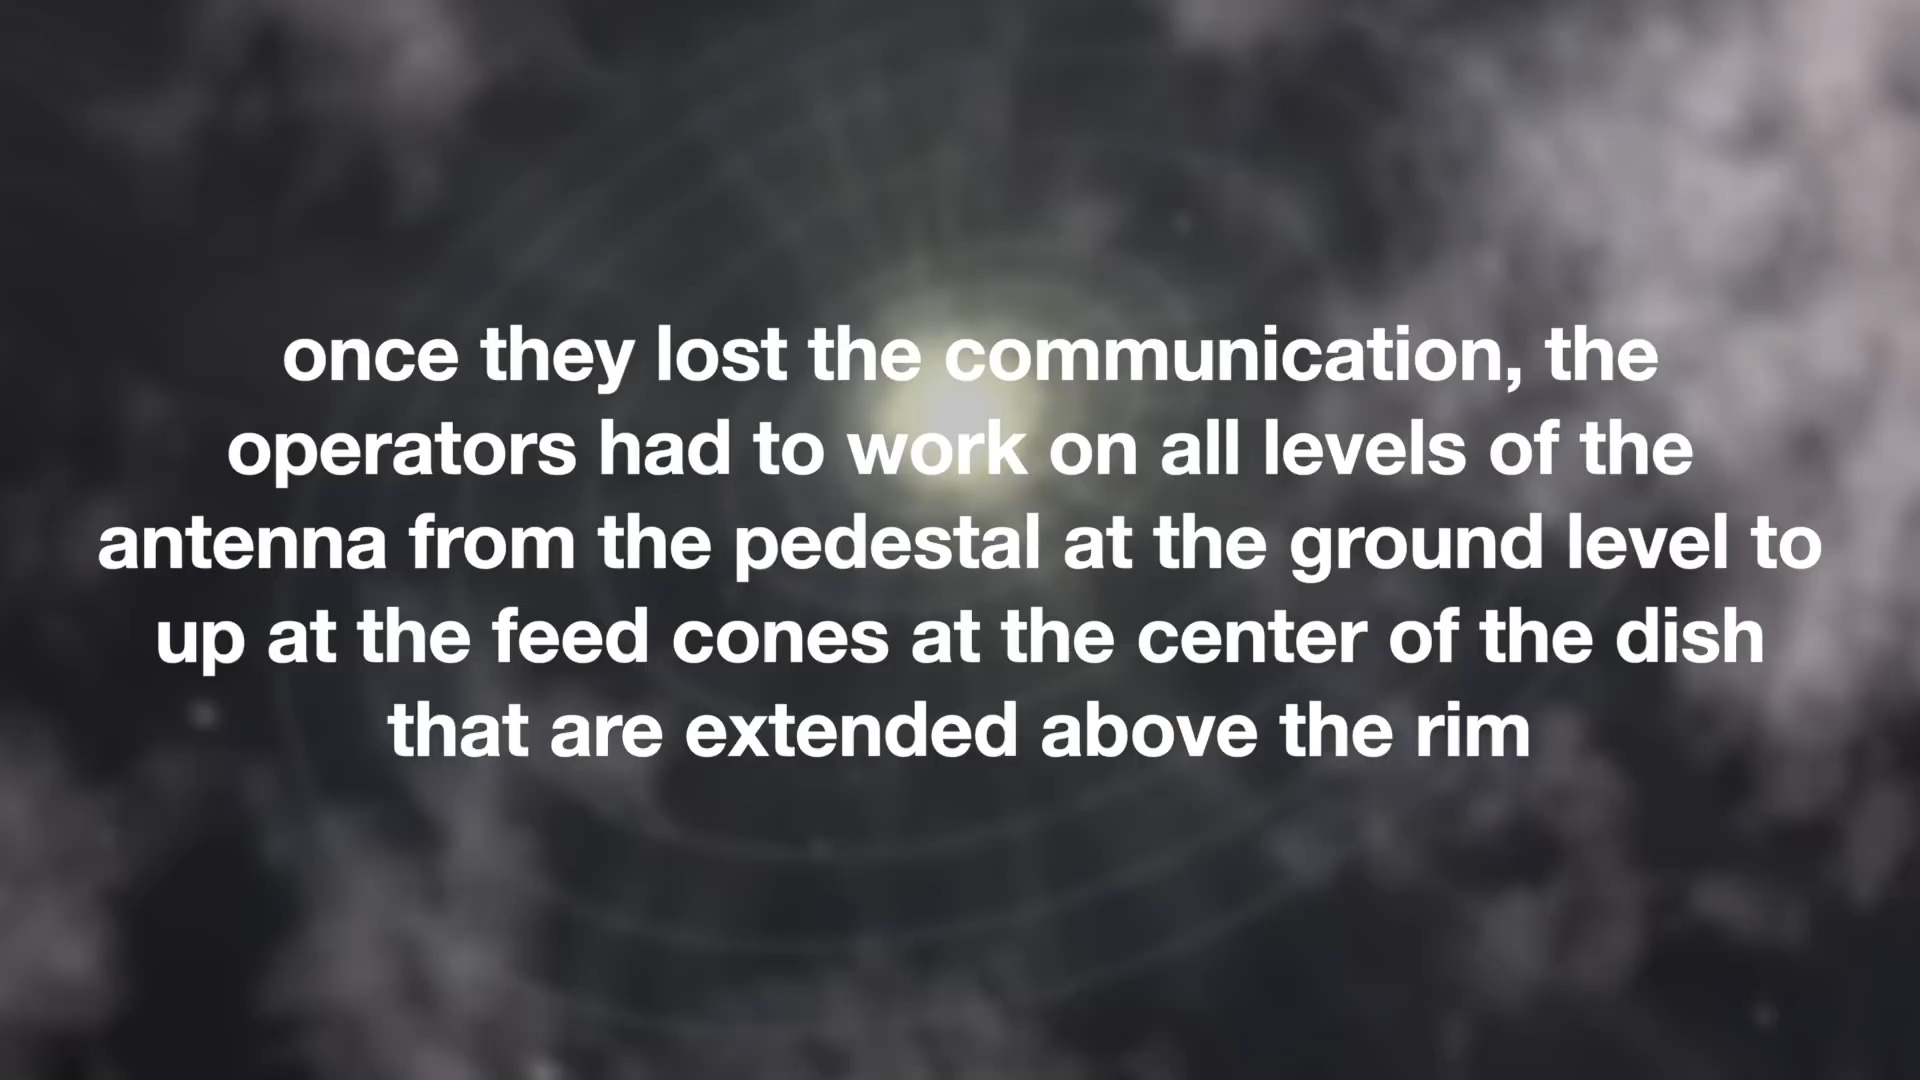 once they lost the communication, the
operators had to work on all levels of the
antenna from the pedestal at the ground level to
up at the feed cones at the center of the dish
that are extended above the rim